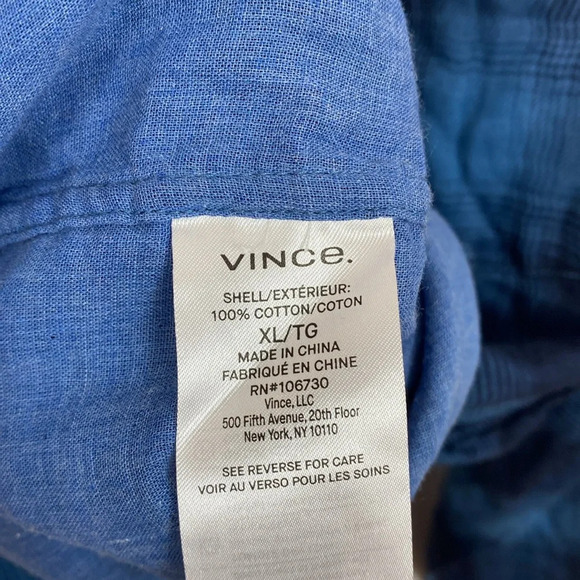 VINCe.
SHELL/EXTÉRIEUR:
100% COTTON/COTON
XL/TG
MADE IN CHINA
FABRIQUÉ EN CHINE
RN#106730
Vince, LLC
500 Fifth Avenue, 20th Floor
New York, NY 10110
SEE REVERSE FOR CARE
VOIR AU VERSO POUR LES SOINS